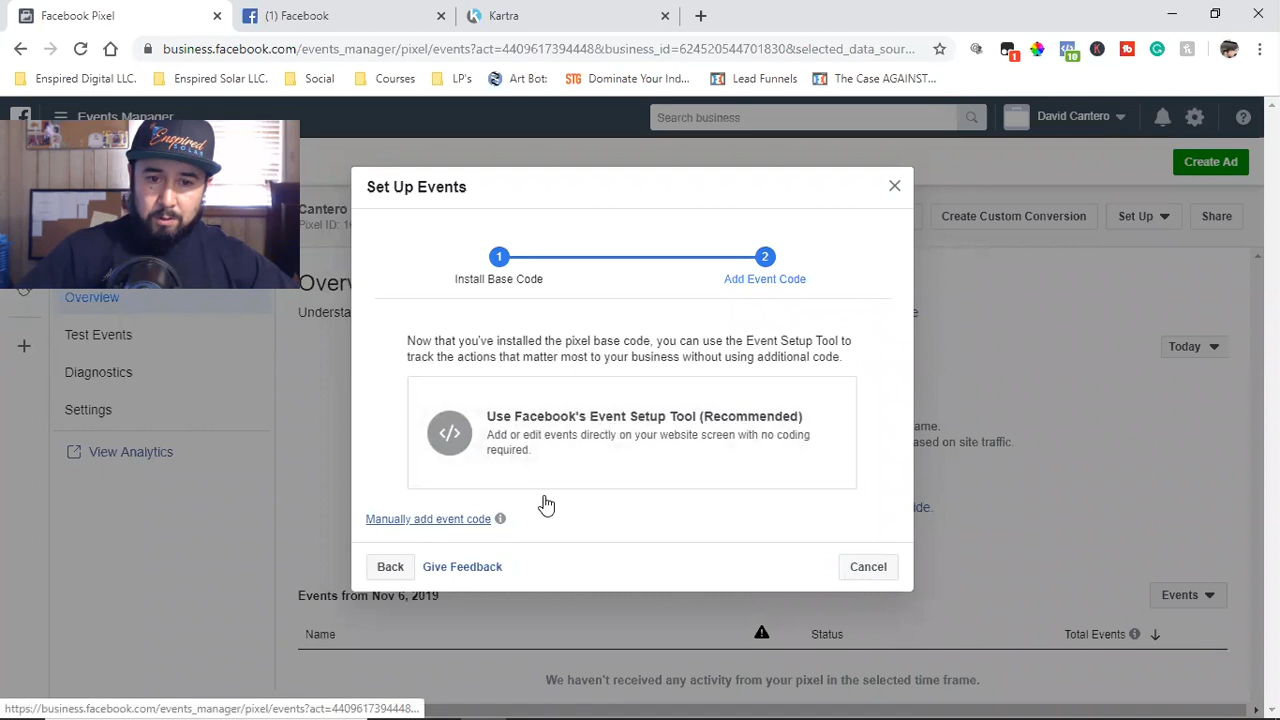 Facebook Pixel
(1) Facebook
Kartra
business.facebook.com/events_manager/pixel/events?act=4409617394448&business_id=624520544701830&selected_data_sour...
1
10
Enspired Digital LLC.
Enspired Solar LLC.
Social
Courses
LP's
Art Bot:
STG Dominate Your Ind...
Lead Funnels
The Case AGAINST...
Events Manager
Search business
David Cantero
Create Ad
Set Up Events
Cantero
Pixel ID: 1
Create Custom Conversion
Set Up
Share
1
2
Install Base Code
Add Event Code
Overview
Test Events
Diagnostics
Settings
View Analytics
Today
Now that you've installed the pixel base code, you can use the Event Setup Tool to
track the actions that matter most to your business without using additional code.
Use Facebook's Event Setup Tool (Recommended)
Add or edit events directly on your website screen with no coding
required.
ased on site traffic.
Manually add event code
Back
Give Feedback
Cancel
Events from Nov 6, 2019
Events
Name
Status
Total Events
We haven't received any activity from your pixel in the selected time frame.
https://business.facebook.com/events_manager/pixel/events?act=4409617394448...